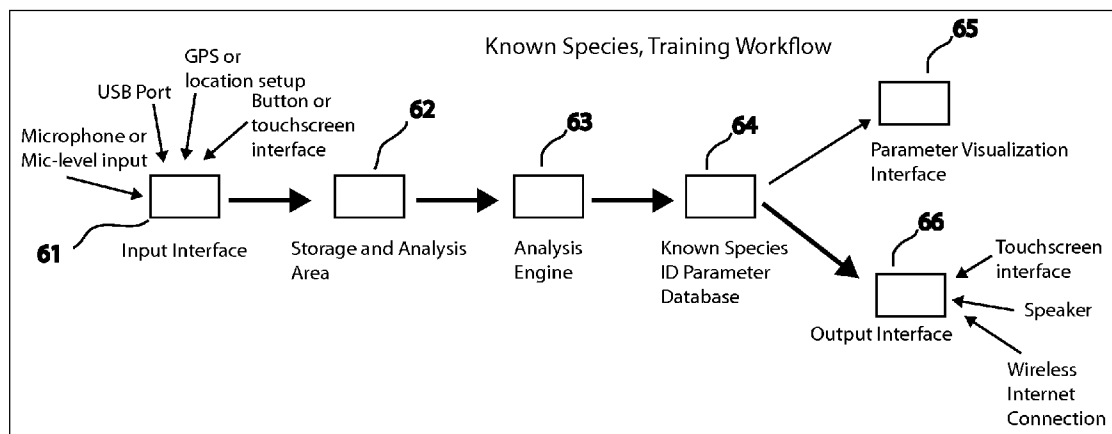 Known Species, Training Workflow
GPS or
location setup
USB Port
Button or
touchscreen
interface
Microphone or
Mic-level input
61
Input Interface
62
Storage and Analysis
Area
63
Analysis
Engine
64
Known Species
ID Parameter
Database
65
Parameter Visualization
Interface
66
Output Interface
Touchscreen
interface
Speaker
Wireless
Internet
Connection